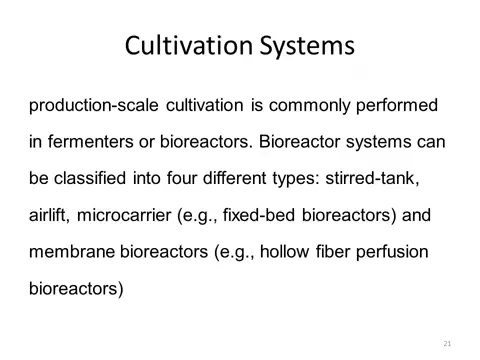 Cultivation Systems
production-scale cultivation is commonly performed
in fermenters or bioreactors. Bioreactor systems can
be classified into four different types: stirred-tank,
airlift, microcarrier (e.g., fixed-bed bioreactors) and
membrane bioreactors (e.g., hollow fiber perfusion
bioreactors)
21